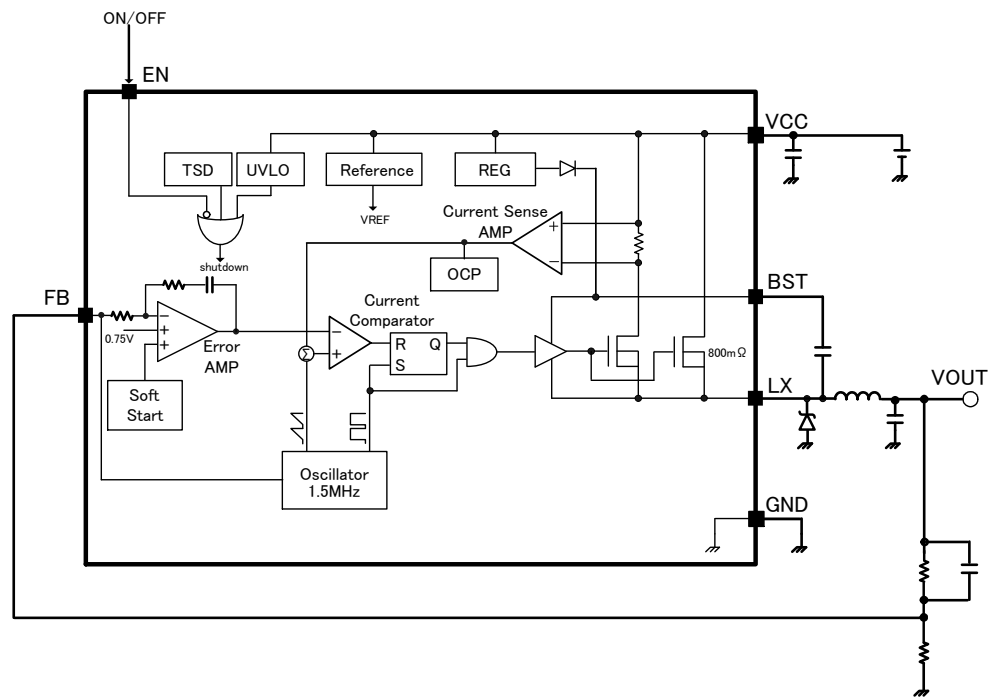 ON/OFF
EN
VCC
TSD
UVLO
Reference
REG
VREF
Current Sense
AMP
+
−
OCP
shutdown
BST
FB
Current
Comparator
−
+
+
0.75V
Error
AMP
−
+
R Q
S
Σ
800mΩ
LX
VOUT
Soft
Start
Oscillator
1.5MHz
GND